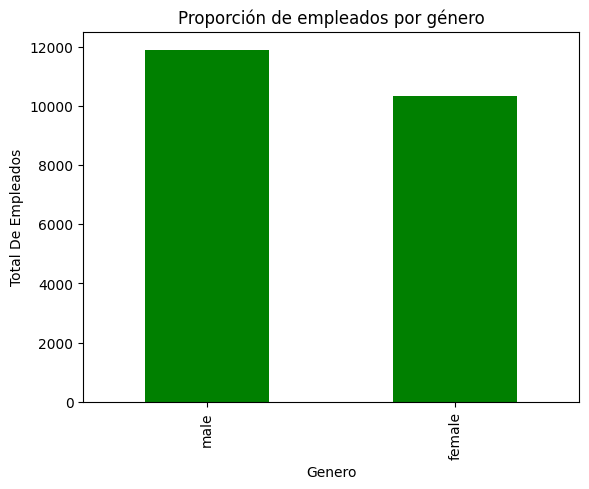 Proporción de empleados por género
Total De Empleados
12000
10000
8000
6000
4000
2000
0
male
female
Genero